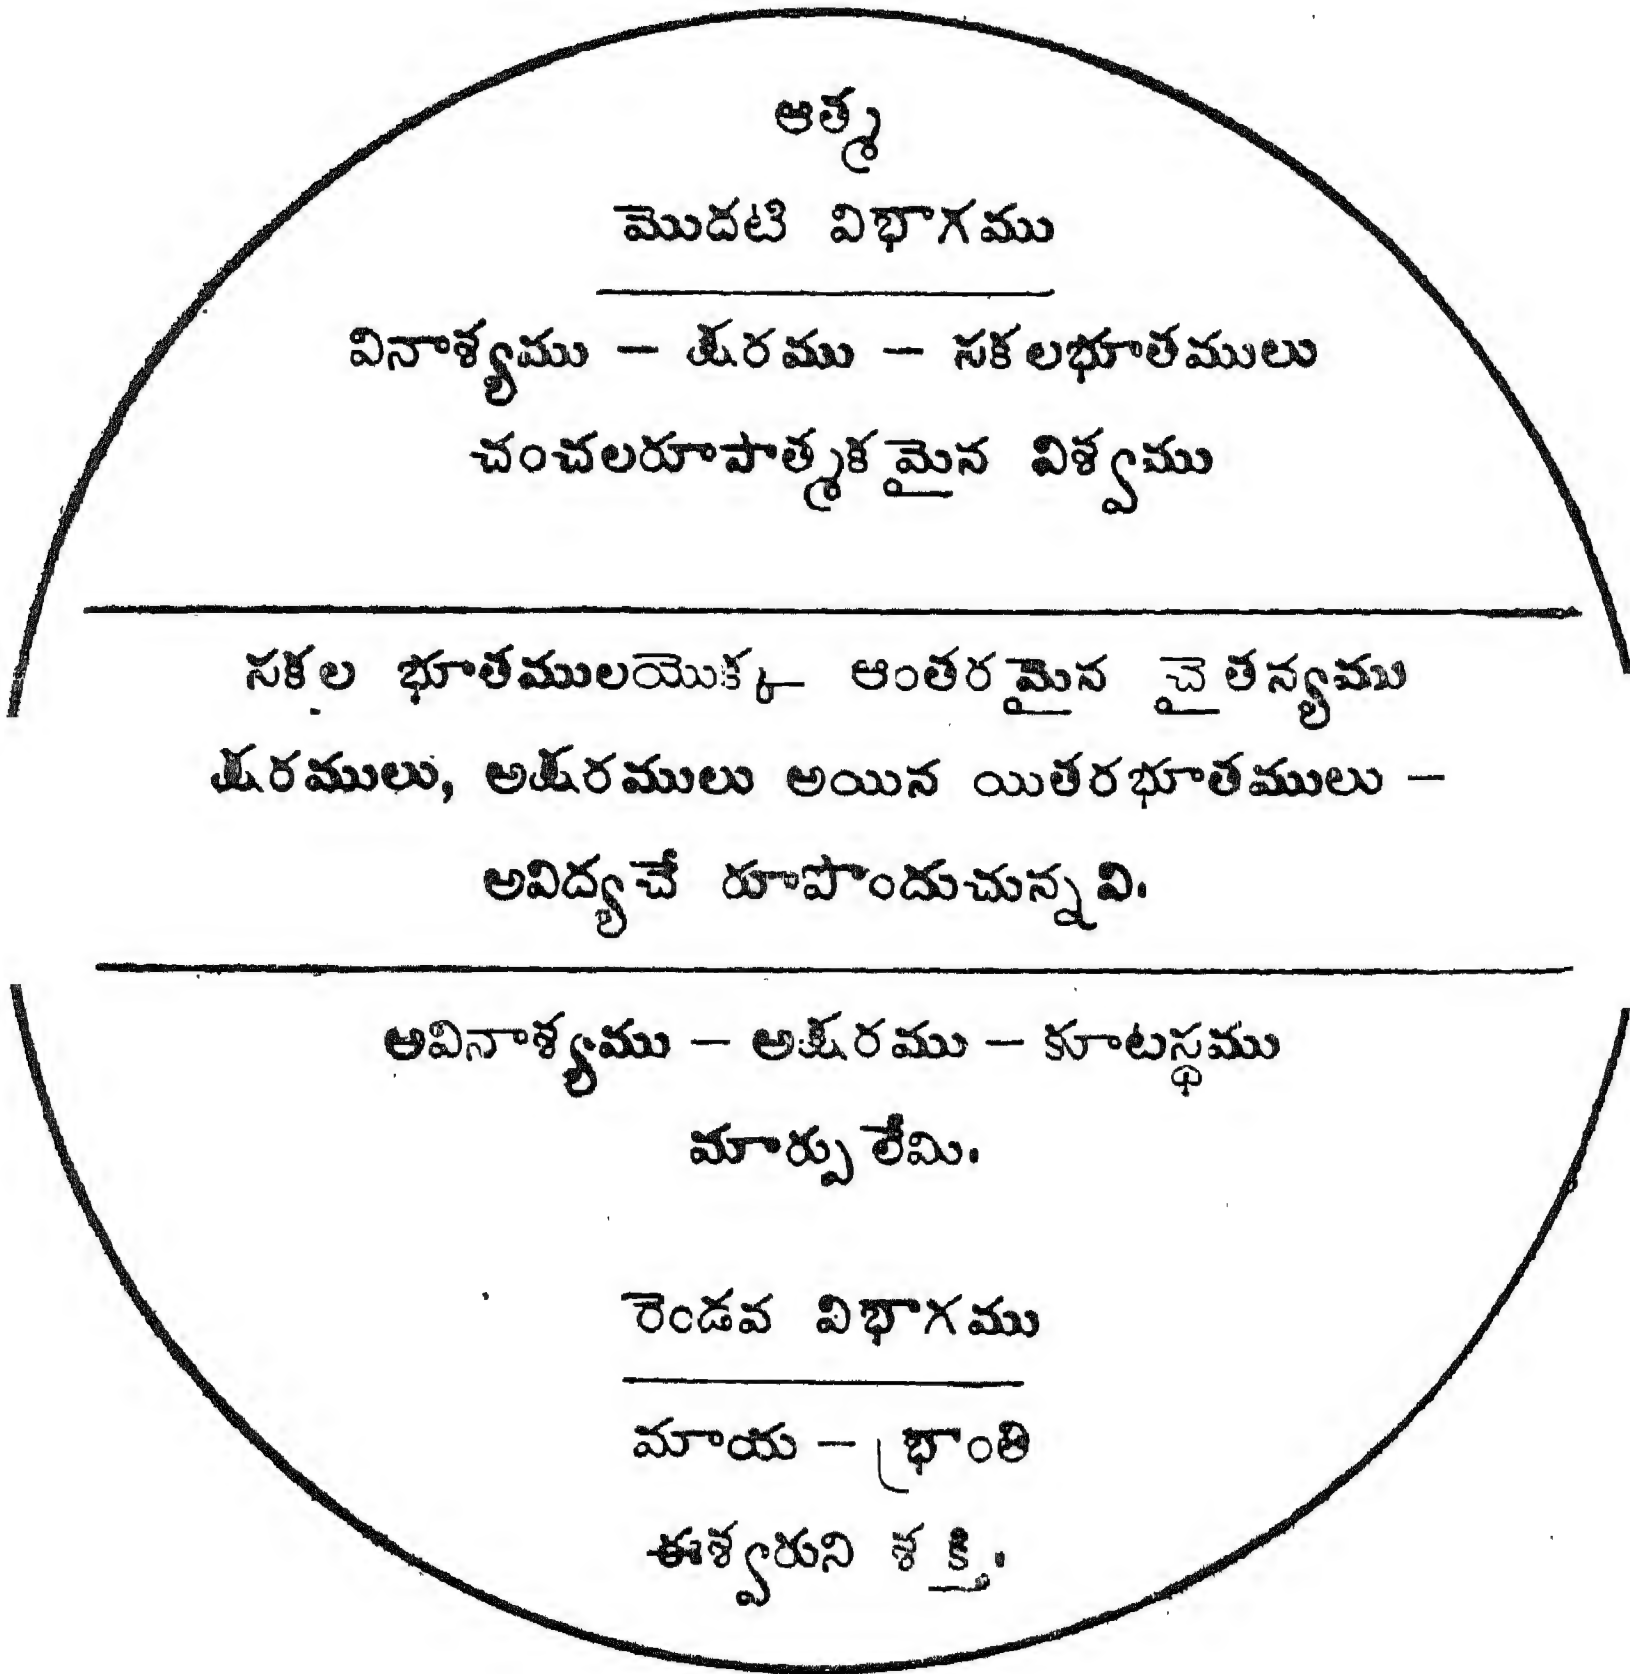 ఆత్మ
మొదటి విభాగము
వినాశ్యము – క్షరము – సకలభూతములు
చంచలరూపాత్మకమైన విశ్వము
సకల భూతములయొక్క ఆంతరమైన చైతన్యము
క్షరములు, అక్షరములు అయిన యితరభూతములు –
అవిద్యచే రూపొందుచున్నవి.
అవినాశ్యము – అక్షరము – కూటస్థము
మార్పు లేమి.
రెండవ విభాగము
మాయ – భ్రాంతి
ఈశ్వరుని శక్తి.